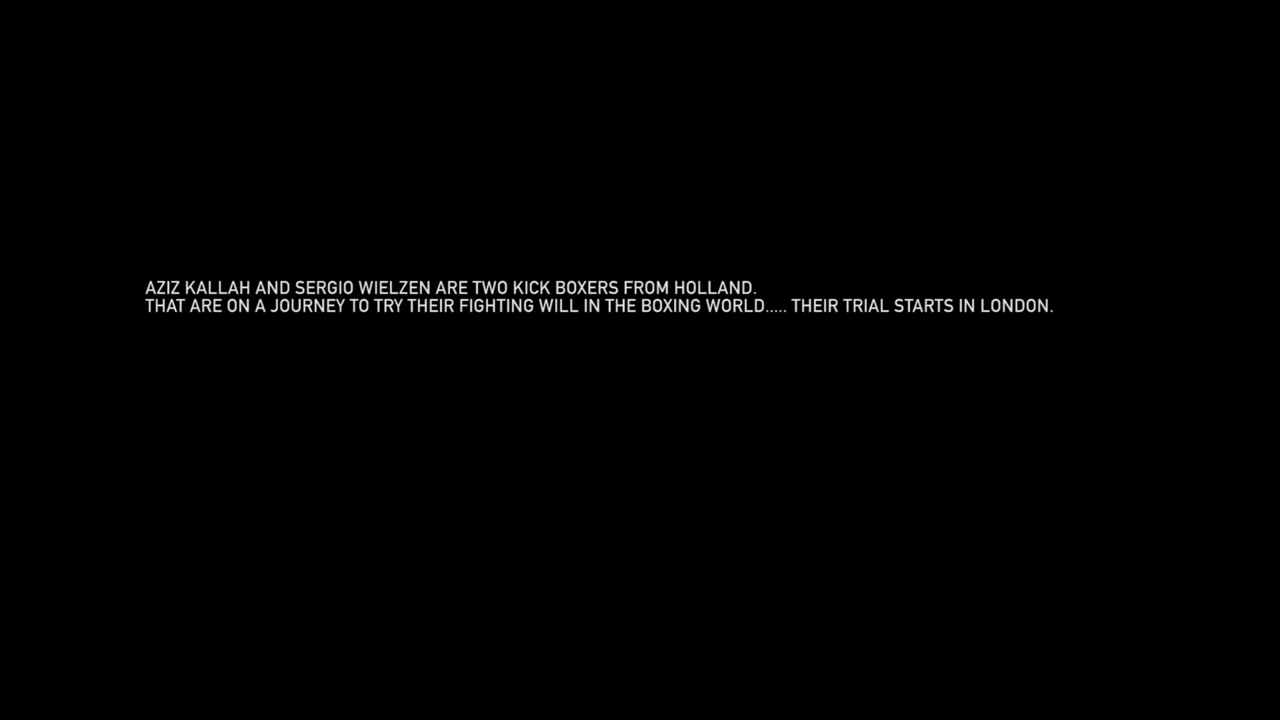 AZIZ KALLAH AND SERGIO WIELZEN ARE TWO KICK BOXERS FROM HOLLAND.
THAT ARE ON A JOURNEY TO TRY THEIR FIGHTING WILL IN THE BOXING WORLD..... THEIR TRIAL STARTS IN LONDON.